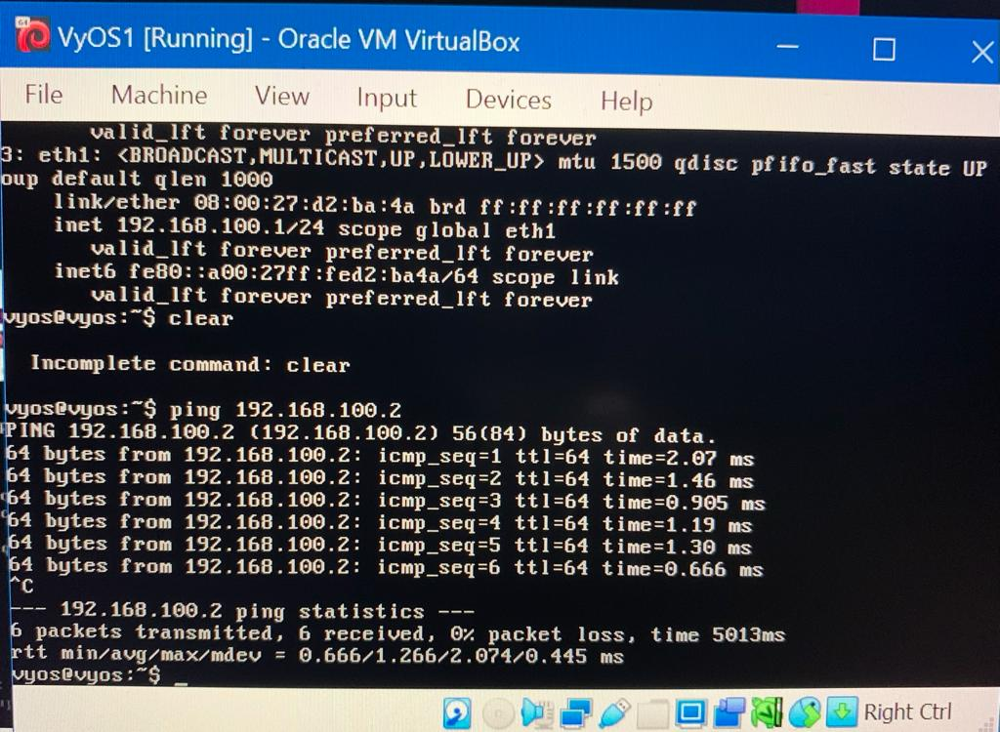 64
VyOS1 [Running] - Oracle VM VirtualBox
File Machine View Input Devices Help
valid_lft forever preferred_lft forever
3: eth1: <BROADCAST,MULTICAST,UP,LOWER_UP> mtu 1500 qdisc pfifo_fast state UP
oup default qlen 1000
link/ether 08:00:27:d2:ba:4a brd ff:ff:ff:ff:ff:ff
inet 192.168.100.1/24 scope global eth1
valid_lft forever preferred_lft forever
inet6 fe80::a00:27ff:fed2:ba4a/64 scope link
valid_lft forever preferred_lft forever
vyos@vyos:~$ clear
Incomplete command: clear
vyos@vyos:~$ ping 192.168.100.2
PING 192.168.100.2 (192.168.100.2) 56(84) bytes of data.
64 bytes from 192.168.100.2: icmp_seq=1 ttl=64 time=2.07 ms
64 bytes from 192.168.100.2: icmp_seq=2 ttl=64 time=1.46 ms
64 bytes from 192.168.100.2: icmp_seq=3 ttl=64 time=0.905 ms
64 bytes from 192.168.100.2: icmp_seq=4 ttl=64 time=1.19 ms
64 bytes from 192.168.100.2: icmp_seq=5 ttl=64 time=1.30 ms
64 bytes from 192.168.100.2: icmp_seq=6 ttl=64 time=0.666 ms
^C
--- 192.168.100.2 ping statistics ---
6 packets transmitted, 6 received, 0% packet loss, time 5013ms
rtt min/avg/max/mdev = 0.666/1.266/2.074/0.445 ms
vyos@vyos:~$ _
Right Ctrl